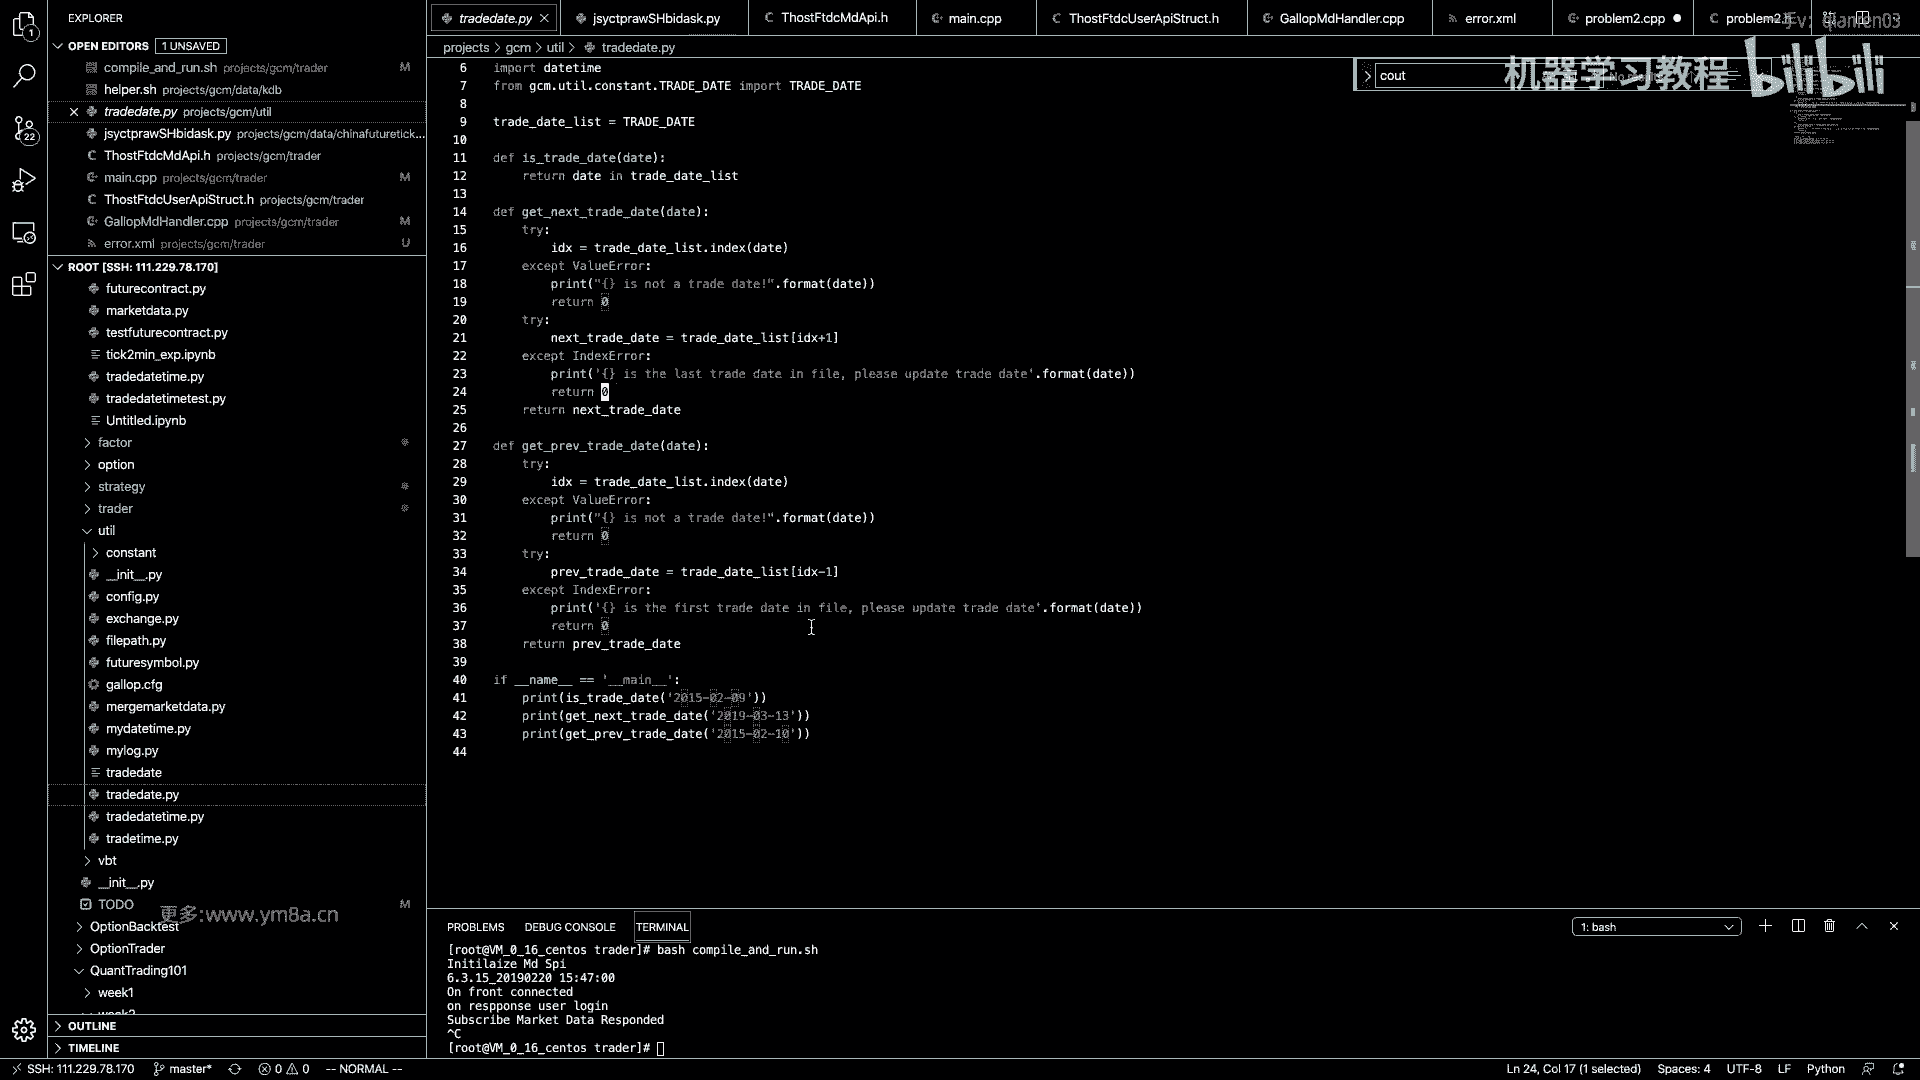 EXPLORER
OPEN EDITORS 1 UNSAVED
compile_and_run.sh projects/gcm/trader M
helper.sh projects/gcm/data/kdb
tradedate.py projects/gcm/util
jsyctprawSHbidask.py projects/gcm/data/chinafuturetick...
ThostFtdcMdApi.h projects/gcm/trader
main.cpp projects/gcm/trader M
ThostFtdcUserApiStruct.h projects/gcm/trader
GallopMdHandler.cpp projects/gcm/trader M
error.xml projects/gcm/trader U
ROOT [SSH: 111.229.78.170]
futurecontract.py
marketdata.py
testfuturecontract.py
tick2min_exp.ipynb
tradedatetime.py
tradedatetimetest.py
Untitled.ipynb
factor
option
strategy
trader
util
constant
__init__.py
config.py
exchange.py
filepath.py
futuresymbol.py
gallop.cfg
mergemarketdata.py
mydatetime.py
mylog.py
tradedate
tradedate.py
tradedatetime.py
tradetime.py
vbt
__init__.py
TODO M
更多:www.ym8a.cn
OptionBacktest
OptionTrader
QuantTrading101
week1
OUTLINE
TIMELINE
1
22
tradedate.py
jsyctprawSHbidask.py
ThostFtdcMdApi.h
main.cpp
ThostFtdcUserApiStruct.h
GallopMdHandler.cpp
error.xml
problem2.cpp
projects > gcm > util > tradedate.py
cout
机器学习教程 bilibili
6 import datetime
7 from gcm.util.constant.TRADE_DATE import TRADE_DATE
8
9 trade_date_list = TRADE_DATE
10
11 def is_trade_date(date):
12 return date in trade_date_list
13
14 def get_next_trade_date(date):
15 try:
16 idx = trade_date_list.index(date)
17 except ValueError:
18 print("{} is not a trade date!".format(date))
19 return 0
20 try:
21 next_trade_date = trade_date_list[idx+1]
22 except IndexError:
23 print('{} is the last trade date in file, please update trade date'.format(date))
24 return 0
25 return next_trade_date
26
27 def get_prev_trade_date(date):
28 try:
29 idx = trade_date_list.index(date)
30 except ValueError:
31 print("{} is not a trade date!".format(date))
32 return 0
33 try:
34 prev_trade_date = trade_date_list[idx-1]
35 except IndexError:
36 print('{} is the first trade date in file, please update trade date'.format(date))
37 return 0
38 return prev_trade_date
39
40 if __name__ == '__main__':
41 print(is_trade_date('2015-02-09'))
42 print(get_next_trade_date('2019-03-13'))
43 print(get_prev_trade_date('2015-02-10'))
44
PROBLEMS DEBUG CONSOLE TERMINAL 1: bash
[root@VM_0_16_centos trader]# bash compile_and_run.sh
Initilaize Md Spi
6.3.15_20190220 15:47:00
On front connected
on respponse user login
Subscribe Market Data Responded
^C
[root@VM_0_16_centos trader]#
SSH: 111.229.78.170 master* 0 0 -- NORMAL -- Ln 24, Col 17 (1 selected) Spaces: 4 UTF-8 LF Python